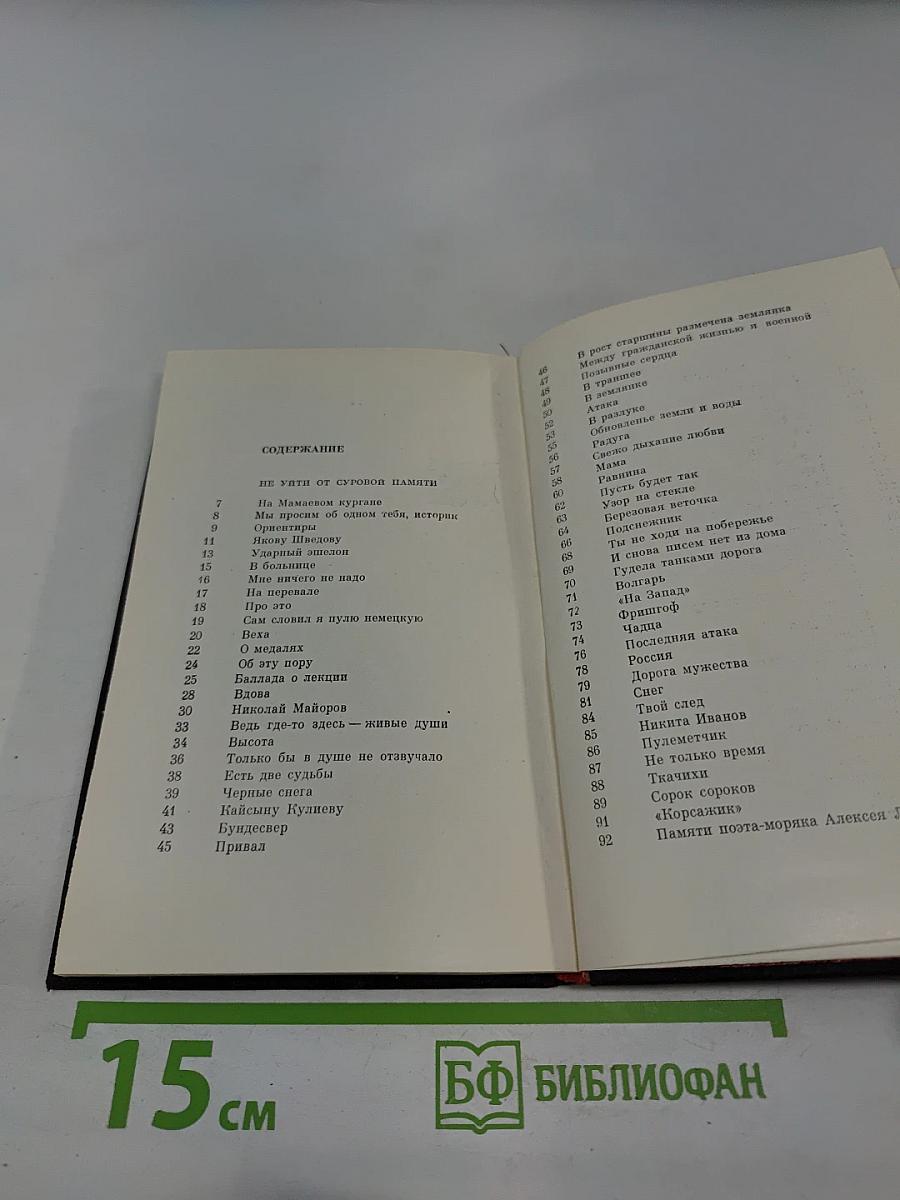 СОДЕРЖАНИЕ
НЕ УЙТИ ОТ СУРОВОЙ ПАМЯТИ
7 На Мамаевом кургане
8 Мы просим об одном тебя, историк
9 Ориентиры
11 Якову Шведову
13 Ударный эшелон
15 В больнице
16 Мне ничего не надо
17 На перевале
18 Про это
19 Сам словил я пулю немецкую
20 Веха
22 О медалях
24 Об эту пору
25 Баллада о лекции
28 Вдова
30 Николай Майоров
33 Ведь где-то здесь — живые души
34 Высота
36 Только бы в душе не отзвучало
38 Есть две судьбы
39 Черные снега
41 Кайсыну Кулиеву
43 Бундесвер
45 Привал
46 В рост старшины размечена землянка
47 Между гражданской жизнью и военной
48 Позывные сердца
49 В траншее
50 В землянке
52 Атака
53 В разлуке
55 Обновленье земли и воды
56 Радуга
57 Свежо дыхание любви
58 Мама
60 Равнина
62 Пусть будет так
63 Узор на стекле
64 Березовая веточка
66 Подснежник
68 Ты не ходи на побережье
69 И снова писем нет из дома
70 Гудела танками дорога
71 Волгарь
72 «На Запад»
73 Фришгоф
74 Чадца
76 Последняя атака
78 Россия
79 Дорога мужества
81 Снег
84 Твой след
85 Никита Иванов
86 Пулеметчик
87 Не только время
88 Ткачихи
89 Сорок сороков
91 «Корсажик»
92 Памяти поэта-моряка Алексея
15 см
БФ БИБЛИОФАН